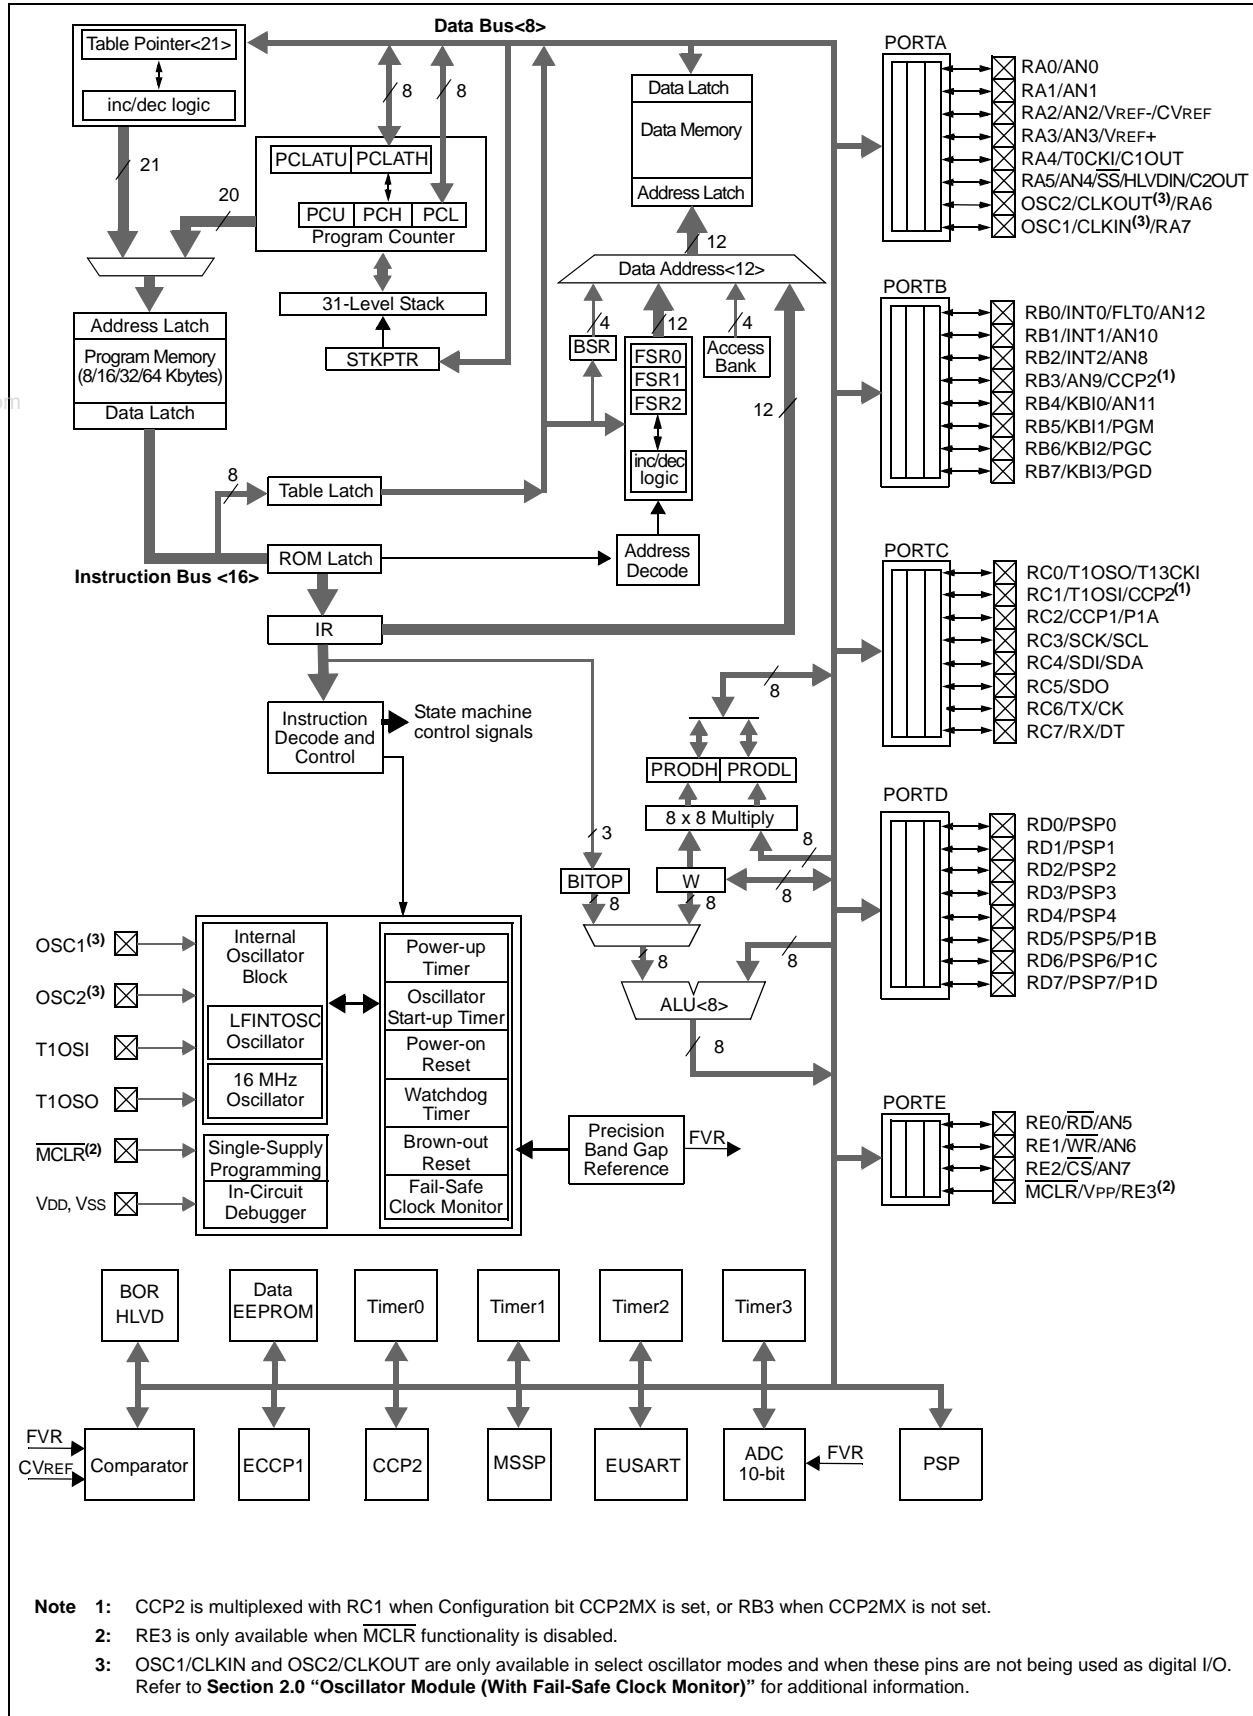 Data Bus<8>
Table Pointer<21>
inc/dec logic
21
20
8
8
PCLATU
PCLATH
PCU
PCH
PCL
Program Counter
31-Level Stack
STKPTR
Address Latch
Program Memory
(8/16/32/64 Kbytes)
Data Latch
om
8
Table Latch
ROM Latch
Instruction Bus <16>
IR
Instruction
Decode and
Control
State machine
control signals
Data Latch
Data Memory
Address Latch
12
Data Address<12>
4
12
4
BSR
FSR0
FSR1
FSR2
inc/dec
logic
Access
Bank
12
Address
Decode
8
PRODH
PRODL
8 x 8 Multiply
3
8
BITOP
W
8
8
8
8
8
ALU<8>
8
OSC1(3)
OSC2(3)
T1OSI
T1OSO
MCLR(2)
VDD, VSS
Internal
Oscillator
Block
LFINTOSC
Oscillator
16 MHz
Oscillator
Single-Supply
Programming
In-Circuit
Debugger
Power-up
Timer
Oscillator
Start-up Timer
Power-on
Reset
Watchdog
Timer
Brown-out
Reset
Fail-Safe
Clock Monitor
Precision
Band Gap
Reference
FVR
PORTA
RA0/AN0
RA1/AN1
RA2/AN2/VREF-/CVREF
RA3/AN3/VREF+
RA4/T0CKI/C1OUT
RA5/AN4/SS/HLVDIN/C2OUT
OSC2/CLKOUT(3)/RA6
OSC1/CLKIN(3)/RA7
PORTB
RB0/INT0/FLT0/AN12
RB1/INT1/AN10
RB2/INT2/AN8
RB3/AN9/CCP2(1)
RB4/KBI0/AN11
RB5/KBI1/PGM
RB6/KBI2/PGC
RB7/KBI3/PGD
PORTC
RC0/T1OSO/T13CKI
RC1/T1OSI/CCP2(1)
RC2/CCP1/P1A
RC3/SCK/SCL
RC4/SDI/SDA
RC5/SDO
RC6/TX/CK
RC7/RX/DT
PORTD
RD0/PSP0
RD1/PSP1
RD2/PSP2
RD3/PSP3
RD4/PSP4
RD5/PSP5/P1B
RD6/PSP6/P1C
RD7/PSP7/P1D
PORTE
RE0/RD/AN5
RE1/WR/AN6
RE2/CS/AN7
MCLR/VPP/RE3(2)
BOR
HLVD
Data
EEPROM
Timer0
Timer1
Timer2
Timer3
FVR
CVREF
Comparator
ECCP1
CCP2
MSSP
EUSART
ADC
10-bit
FVR
PSP
Note 1: CCP2 is multiplexed with RC1 when Configuration bit CCP2MX is set, or RB3 when CCP2MX is not set.
2: RE3 is only available when MCLR functionality is disabled.
3: OSC1/CLKIN and OSC2/CLKOUT are only available in select oscillator modes and when these pins are not being used as digital I/O.
Refer to Section 2.0 “Oscillator Module (With Fail-Safe Clock Monitor)” for additional information.